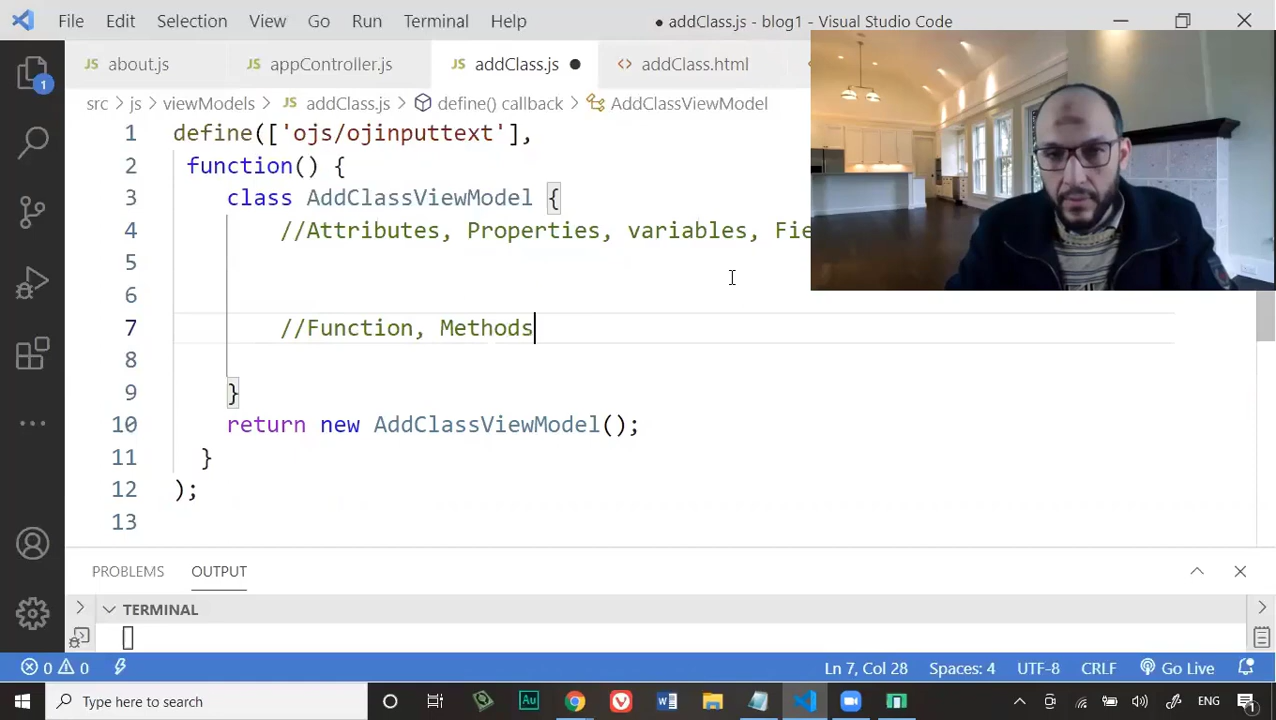 File Edit Selection View Go Run Terminal Help
● addClass.js - blog1 - Visual Studio Code
JS about.js
JS appController.js
JS addClass.js ●
<> addClass.html
1
src > js > viewModels > JS addClass.js > define() callback > AddClassViewModel
1 define(['ojs/ojinputtext'],
2 function() {
3 class AddClassViewModel {
4 //Attributes, Properties, variables, Fie
5
6
7 //Function, Methods
8
9 }
10 return new AddClassViewModel();
11 }
12 );
13
PROBLEMS OUTPUT
TERMINAL
0 0
Ln 7, Col 28 Spaces: 4 UTF-8 CRLF JavaScript Go Live
Type here to search
Au
ENG
1